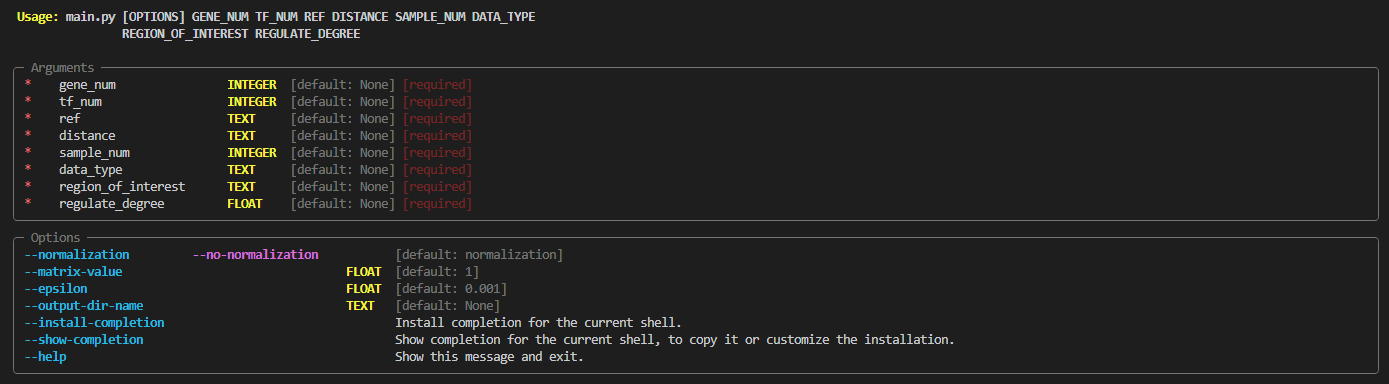 Usage: main.py [OPTIONS] GENE_NUM TF_NUM REF DISTANCE SAMPLE_NUM DATA_TYPE
REGION_OF_INTEREST REGULATE_DEGREE
Arguments
* gene_num INTEGER [default: None] [required]
* tf_num INTEGER [default: None] [required]
* ref TEXT [default: None] [required]
* distance TEXT [default: None] [required]
* sample_num INTEGER [default: None] [required]
* data_type TEXT [default: None] [required]
* region_of_interest TEXT [default: None] [required]
* regulate_degree FLOAT [default: None] [required]
Options
--normalization --no-normalization [default: normalization]
--matrix-value FLOAT [default: 1]
--epsilon FLOAT [default: 0.001]
--output-dir-name TEXT [default: None]
--install-completion Install completion for the current shell.
--show-completion Show completion for the current shell, to copy it or customize the installation.
--help Show this message and exit.